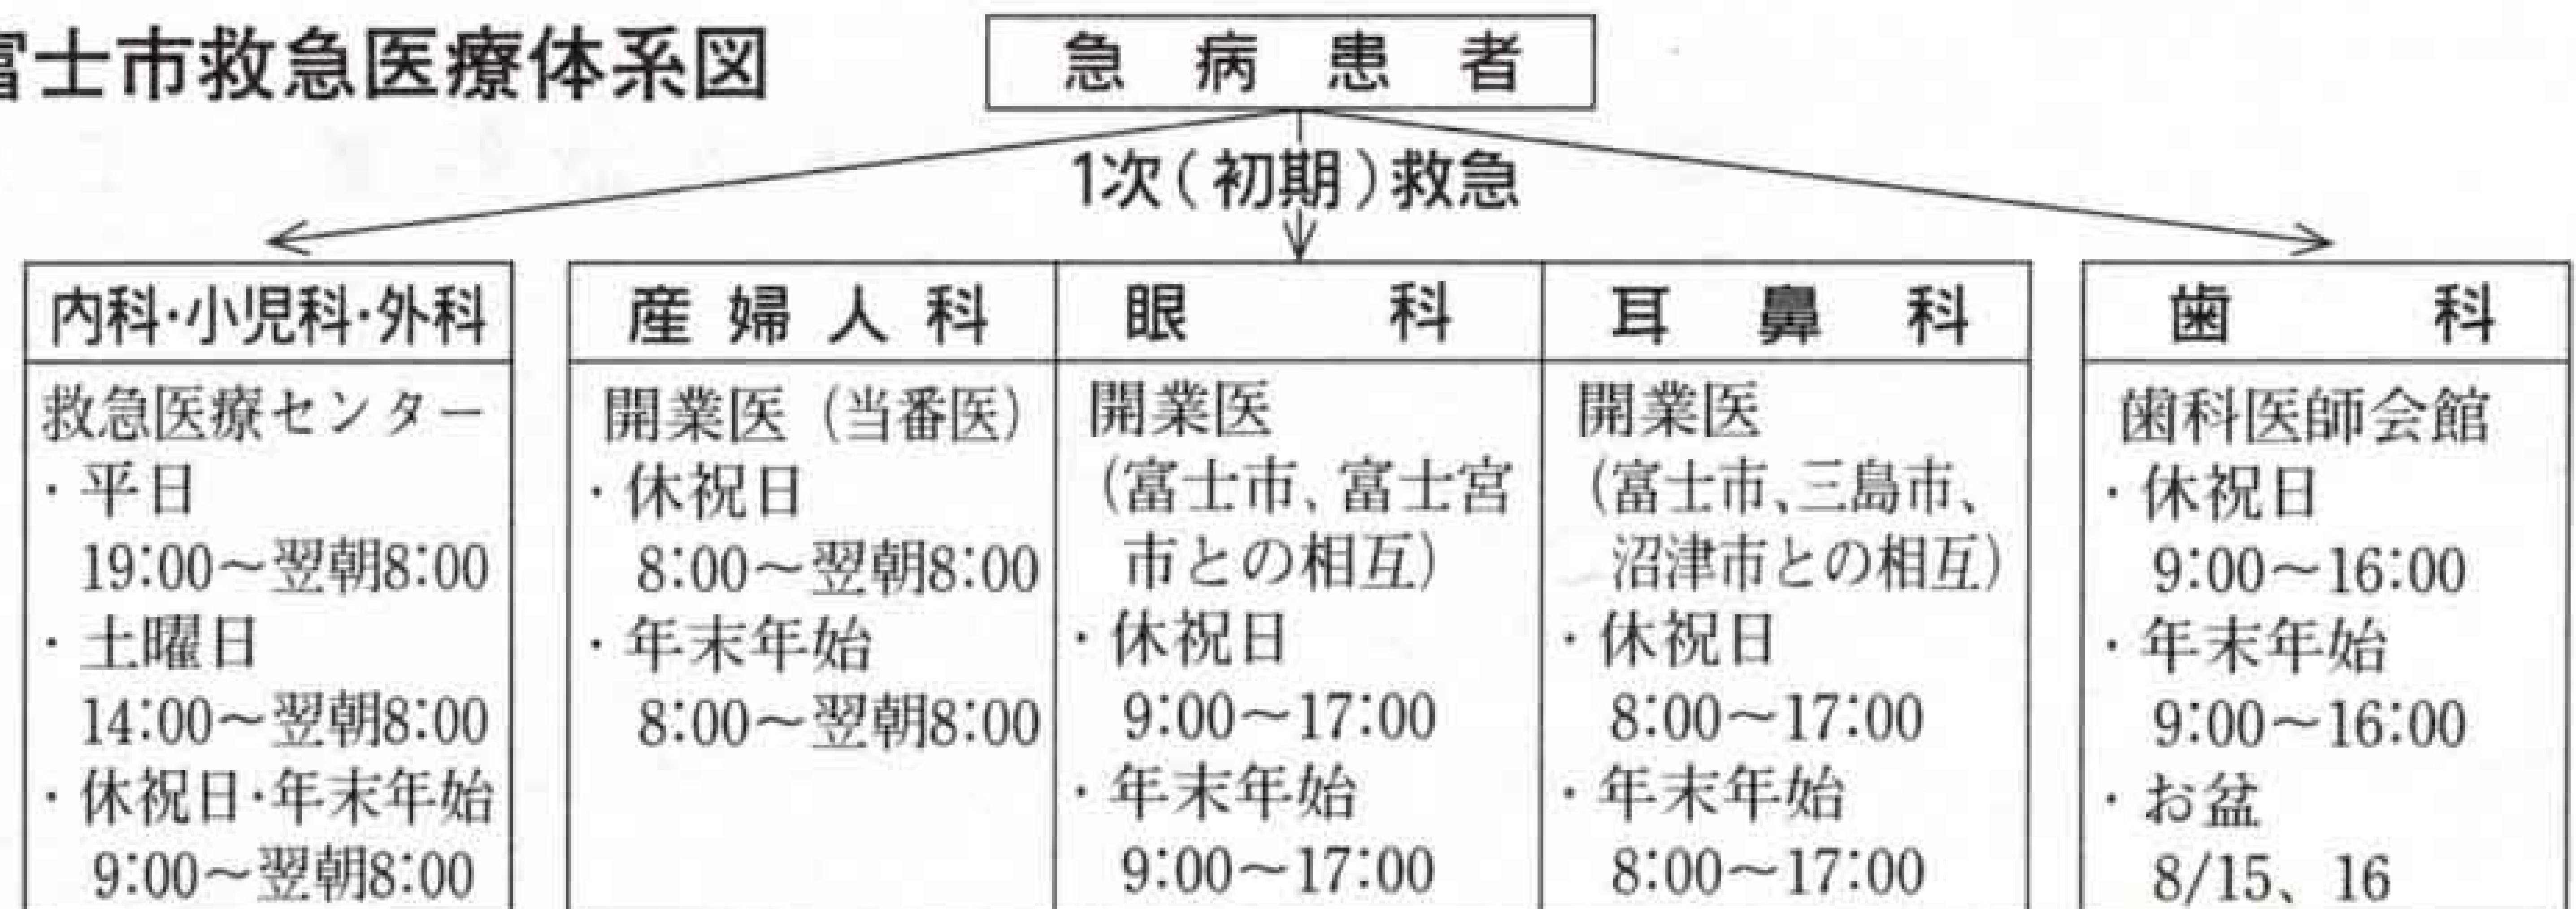 富士市救急医療体系図
急病患者
1次(初期)救急
内科・小児科・外科
救急医療センター
・平日
19:00～翌朝8:00
・土曜日
14:00～翌朝8:00
・休祝日・年末年始
9:00～翌朝8:00
産婦人科
開業医(当番医)
・休祝日
8:00～翌朝8:00
・年末年始
8:00～翌朝8:00
眼科
開業医
(富士市、富士宮
市との相互)
・休祝日
9:00～17:00
・年末年始
9:00～17:00
耳鼻科
開業医
(富士市、三島市、
沼津市との相互)
・休祝日
8:00～17:00
・年末年始
8:00～17:00
歯科
歯科医師会館
・休祝日
9:00～16:00
・年末年始
9:00～16:00
・お盆
8/15、16